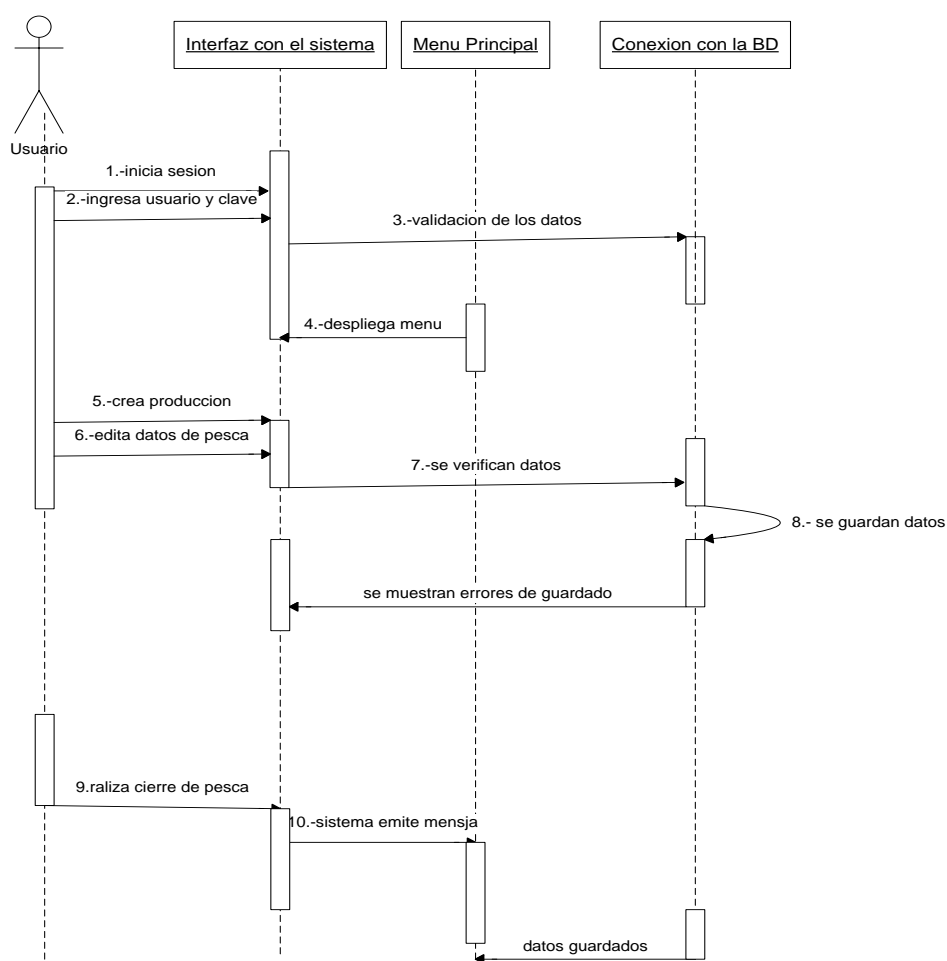 Interfaz con el sistema
Menu Principal
Conexion con la BD
Usuario
1.-inicia sesion
2.-ingresa usuario y clave
3.-validacion de los datos
4.-despliega menu
5.-crea produccion
6.-edita datos de pesca
7.-se verifican datos
8.- se guardan datos
se muestran errores de guardado
9.raliza cierre de pesca
10.-sistema emite mensja
datos guardados